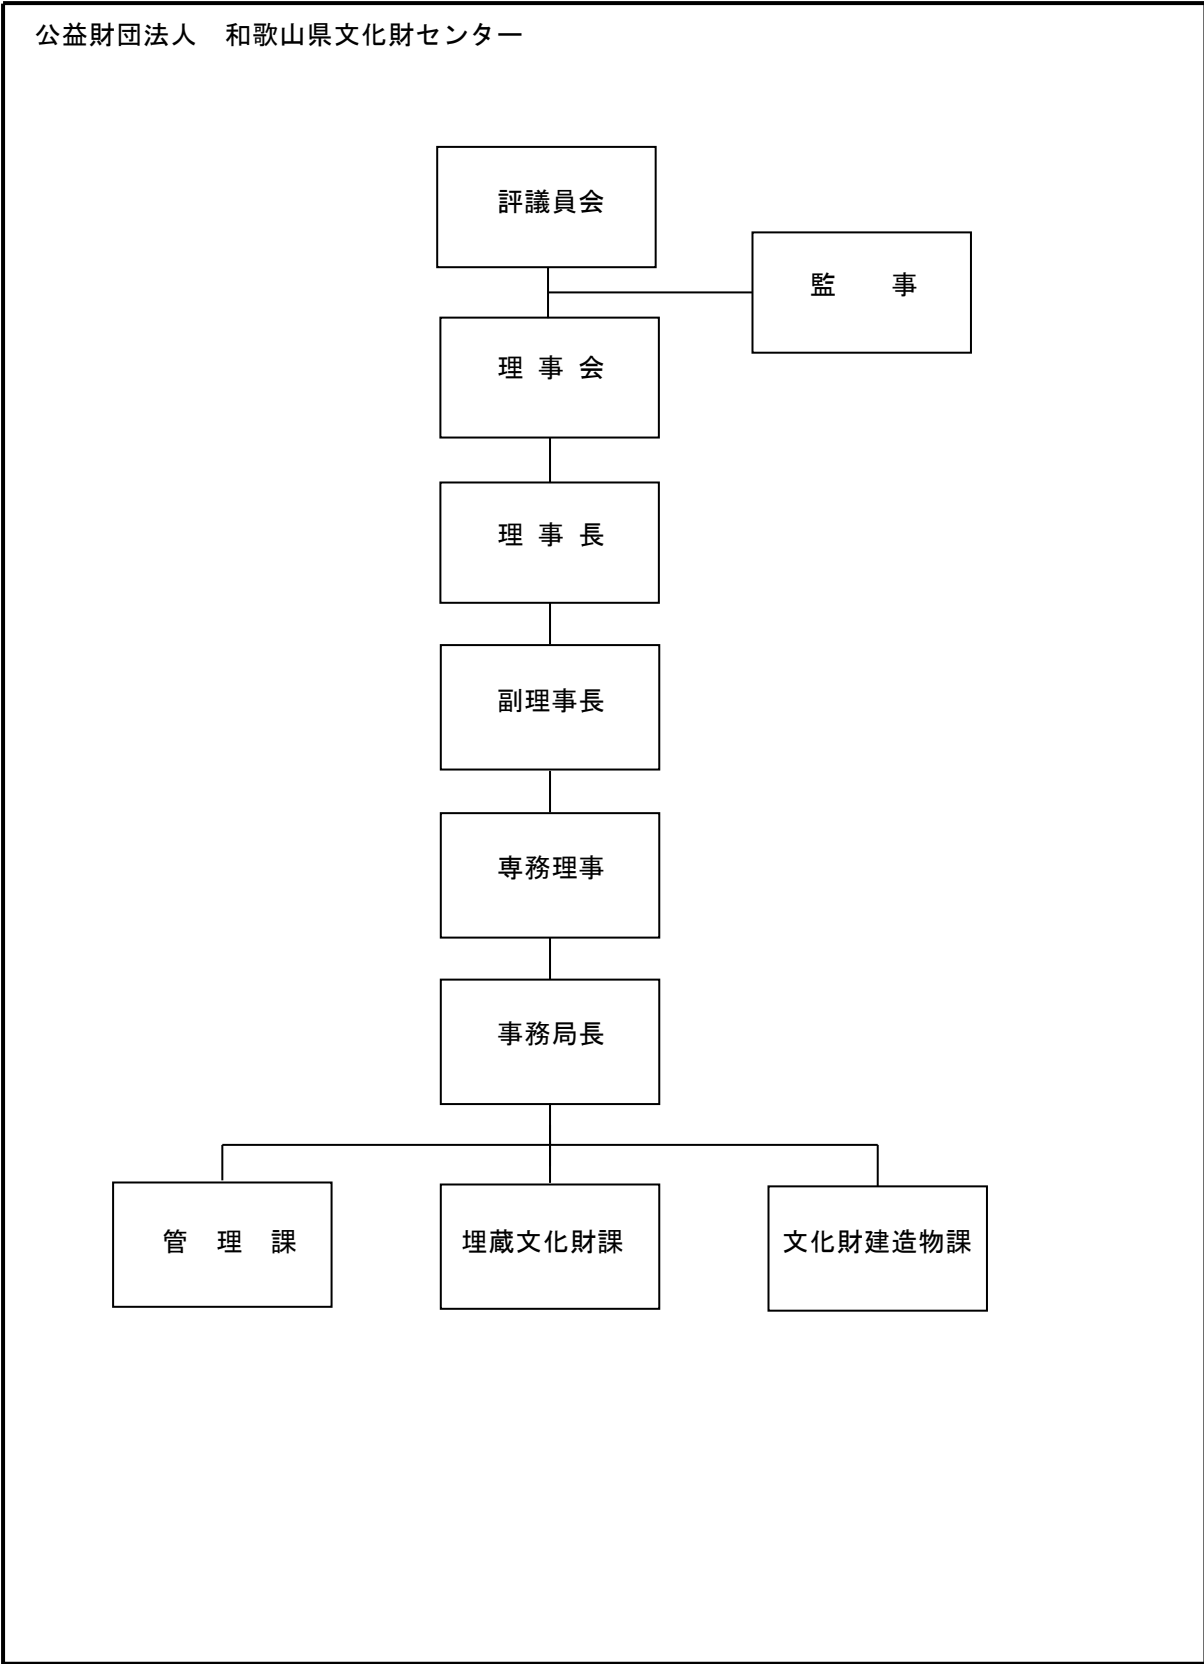 公益財団法人　和歌山県文化財センター
評議員会
監　　事
理 事 会
理 事 長
副理事長
専務理事
事務局長
管　理　課
埋蔵文化財課
文化財建造物課